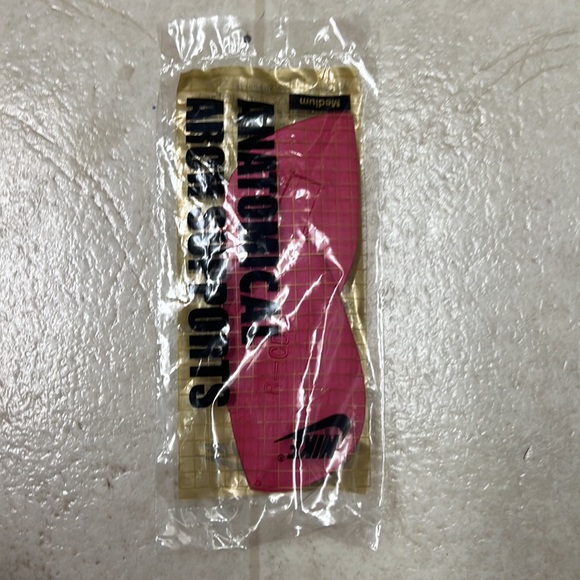 Medium
ANATOMICAL
ARCH SUPPORTS
NIKE®